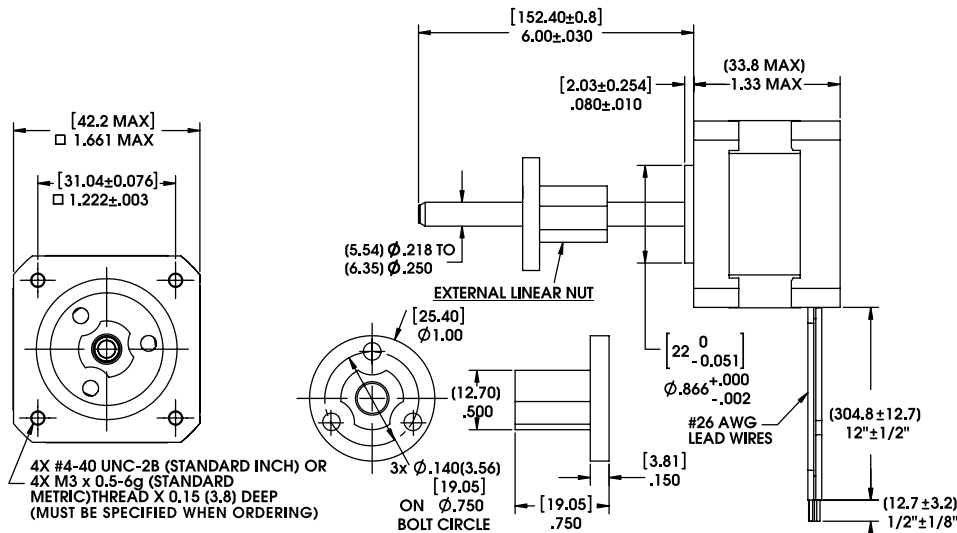 [152.40±0.8]
6.00±.030
(33.8 MAX)
1.33 MAX
[2.03±0.254]
.080±.010
[42.2 MAX]
□ 1.661 MAX
[31.04±0.076]
□ 1.222±.003
(5.54) Ø.218 TO
(6.35) Ø.250
EXTERNAL LINEAR NUT
[25.40]
Ø1.00
[22 0 -0.051]
Ø.866 +.000 -.002
(12.70)
.500
#26 AWG
LEAD WIRES
(304.8±12.7)
12"±1/2"
4X #4-40 UNC-2B (STANDARD INCH) OR
4X M3 x 0.5-6g (STANDARD
METRIC)THREAD X 0.15 (3.8) DEEP
(MUST BE SPECIFIED WHEN ORDERING)
3x Ø.140(3.56)
[19.05]
ON Ø.750
BOLT CIRCLE
[3.81]
.150
[19.05]
.750
(12.7 ±3.2)
1/2"±1/8"